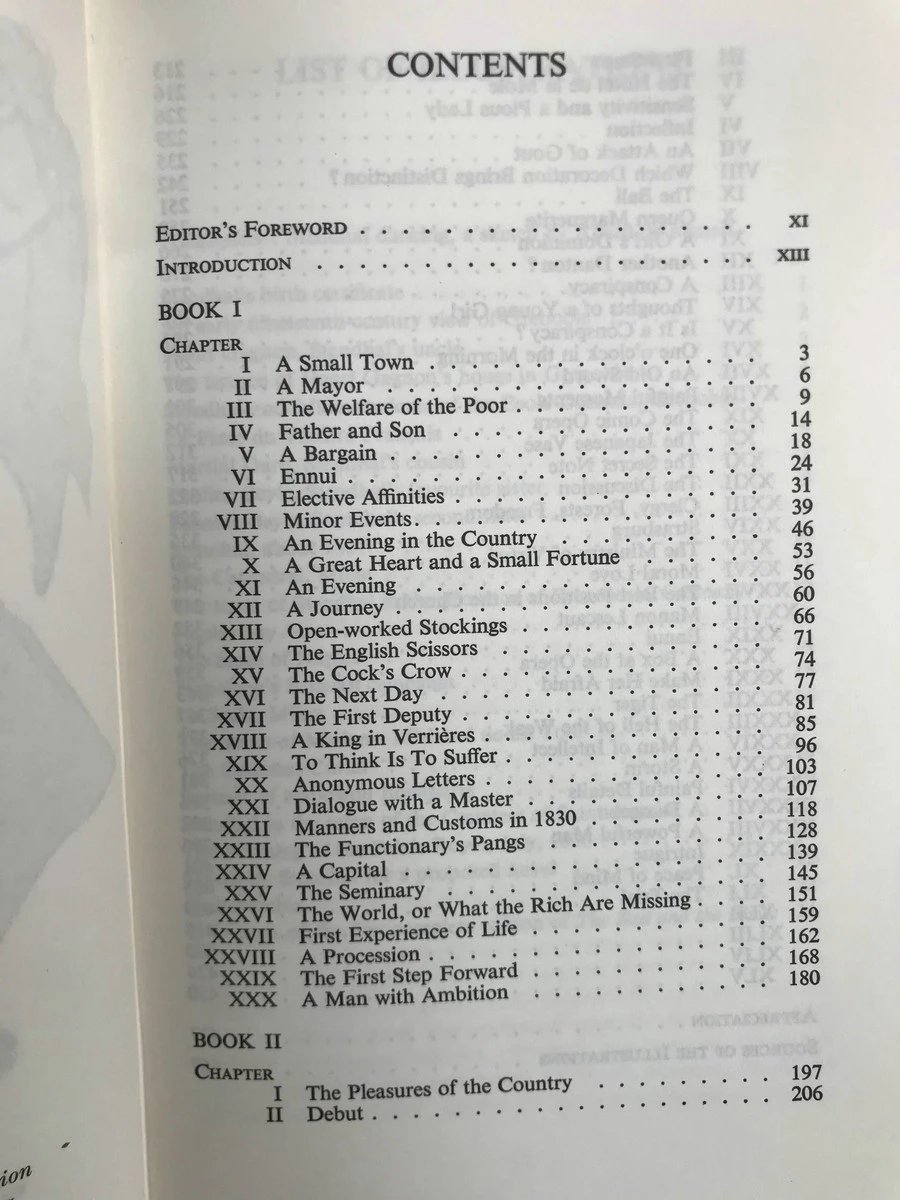 CONTENTS
EDITOR'S FOREWORD . . . . . . . . . . . . . . . . XI
INTRODUCTION . . . . . . . . . . . . . . . . . . XIII
BOOK I
CHAPTER
I A Small Town . . . . . . . . . . . . . 3
II A Mayor . . . . . . . . . . . . . . . 6
III The Welfare of the Poor . . . . . . . . . . 9
IV Father and Son . . . . . . . . . . . . 14
V A Bargain . . . . . . . . . . . . . . 18
VI Ennui . . . . . . . . . . . . . . . . 24
VII Elective Affinities . . . . . . . . . . . . 31
VIII Minor Events . . . . . . . . . . . . . 39
IX An Evening in the Country . . . . . . . . 46
X A Great Heart and a Small Fortune . . . . . . 53
XI An Evening . . . . . . . . . . . . . . 56
XII A Journey . . . . . . . . . . . . . . 60
XIII Open-worked Stockings . . . . . . . . . . 66
XIV The English Scissors . . . . . . . . . . . 71
XV The Cock's Crow . . . . . . . . . . . . 74
XVI The Next Day . . . . . . . . . . . . . 77
XVII The First Deputy . . . . . . . . . . . . 81
XVIII A King in Verrières . . . . . . . . . . . 85
XIX To Think Is To Suffer . . . . . . . . . . 96
XX Anonymous Letters . . . . . . . . . . . 103
XXI Dialogue with a Master . . . . . . . . . . 107
XXII Manners and Customs in 1830 . . . . . . . . 118
XXIII The Functionary's Pangs . . . . . . . . . 128
XXIV A Capital . . . . . . . . . . . . . . 139
XXV The Seminary . . . . . . . . . . . . . 145
XXVI The World, or What the Rich Are Missing . . . . 151
XXVII First Experience of Life . . . . . . . . . . 159
XXVIII A Procession . . . . . . . . . . . . . 162
XXIX The First Step Forward . . . . . . . . . . 168
XXX A Man with Ambition . . . . . . . . . . 180
BOOK II
CHAPTER
I The Pleasures of the Country . . . . . . . . 197
II Debut . . . . . . . . . . . . . . . . 206